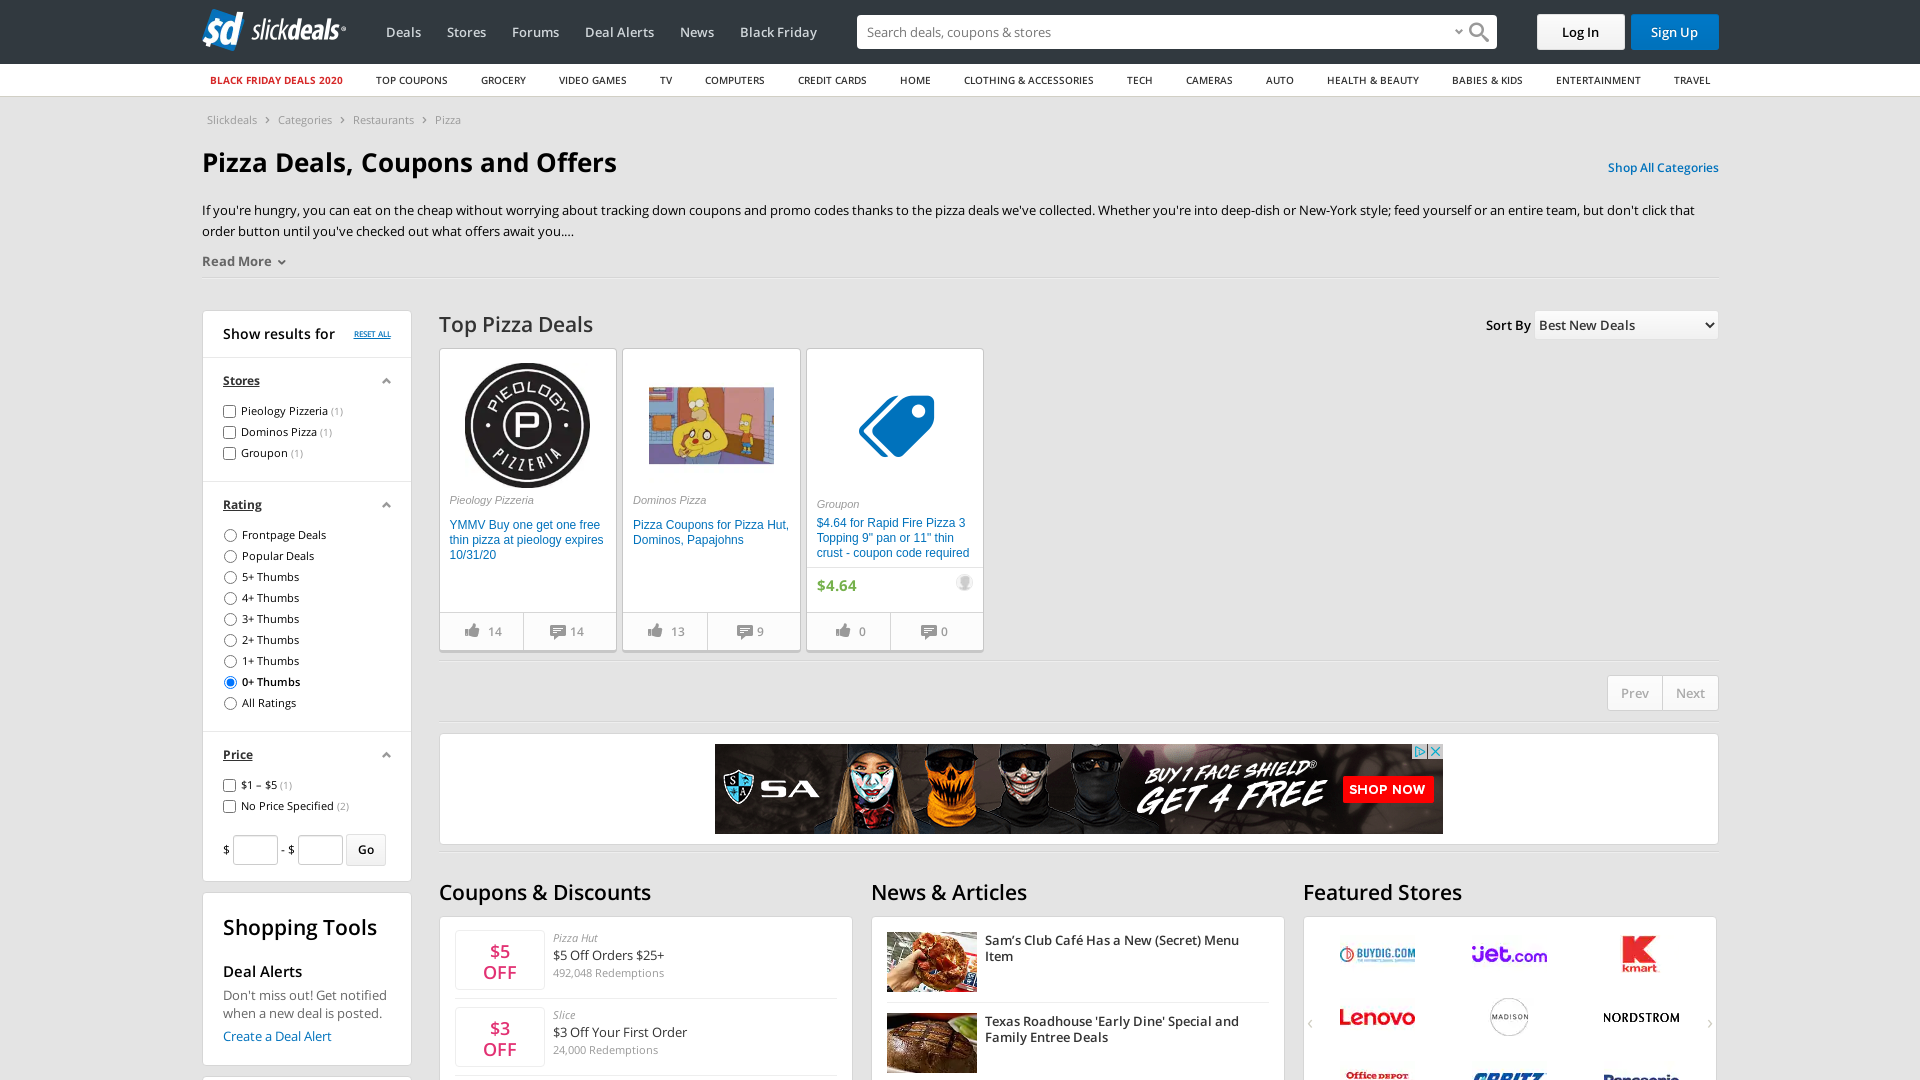 slickdeals
Deals
Stores
Forums
Deal Alerts
News
Black Friday
Search deals, coupons & stores
Log In
Sign Up
BLACK FRIDAY DEALS 2020
TOP COUPONS
GROCERY
VIDEO GAMES
TV
COMPUTERS
CREDIT CARDS
HOME
CLOTHING & ACCESSORIES
TECH
CAMERAS
AUTO
HEALTH & BEAUTY
BABIES & KIDS
ENTERTAINMENT
TRAVEL
Slickdeals › Categories › Restaurants › Pizza
Pizza Deals, Coupons and Offers
Shop All Categories
If you're hungry, you can eat on the cheap without worrying about tracking down coupons and promo codes thanks to the pizza deals we've collected. Whether you're into deep-dish or New-York style; feed yourself or an entire team, but don't click that
order button until you've checked out what offers await you....
Read More
Show results for
RESET ALL
Stores
Pieology Pizzeria (1)
Dominos Pizza (1)
Groupon (1)
Rating
Frontpage Deals
Popular Deals
5+ Thumbs
4+ Thumbs
3+ Thumbs
2+ Thumbs
1+ Thumbs
0+ Thumbs
All Ratings
Price
$1 – $5 (1)
No Price Specified (2)
$ - $ Go
Shopping Tools
Deal Alerts
Don't miss out! Get notified
when a new deal is posted.
Create a Deal Alert
Top Pizza Deals
Sort By
Best New Deals
PIEOLOGY
P
PIZZERIA
Pieology Pizzeria
YMMV Buy one get one free
thin pizza at pieology expires
10/31/20
14
14
Dominos Pizza
Pizza Coupons for Pizza Hut,
Dominos, Papajohns
13
9
Groupon
$4.64 for Rapid Fire Pizza 3
Topping 9" pan or 11" thin
crust - coupon code required
$4.64
0
0
Prev
Next
SA
BUY 1 FACE SHIELD®
GET 4 FREE
SHOP NOW
Coupons & Discounts
$5
OFF
Pizza Hut
$5 Off Orders $25+
492,048 Redemptions
$3
OFF
Slice
$3 Off Your First Order
24,000 Redemptions
News & Articles
Sam's Club Café Has a New (Secret) Menu
Item
Texas Roadhouse 'Early Dine' Special and
Family Entree Deals
Featured Stores
BUYDIG.COM
Jet.com
kmart
Lenovo
MADISON
NORDSTROM
Office DEPOT
ORBITZ
Panasonic